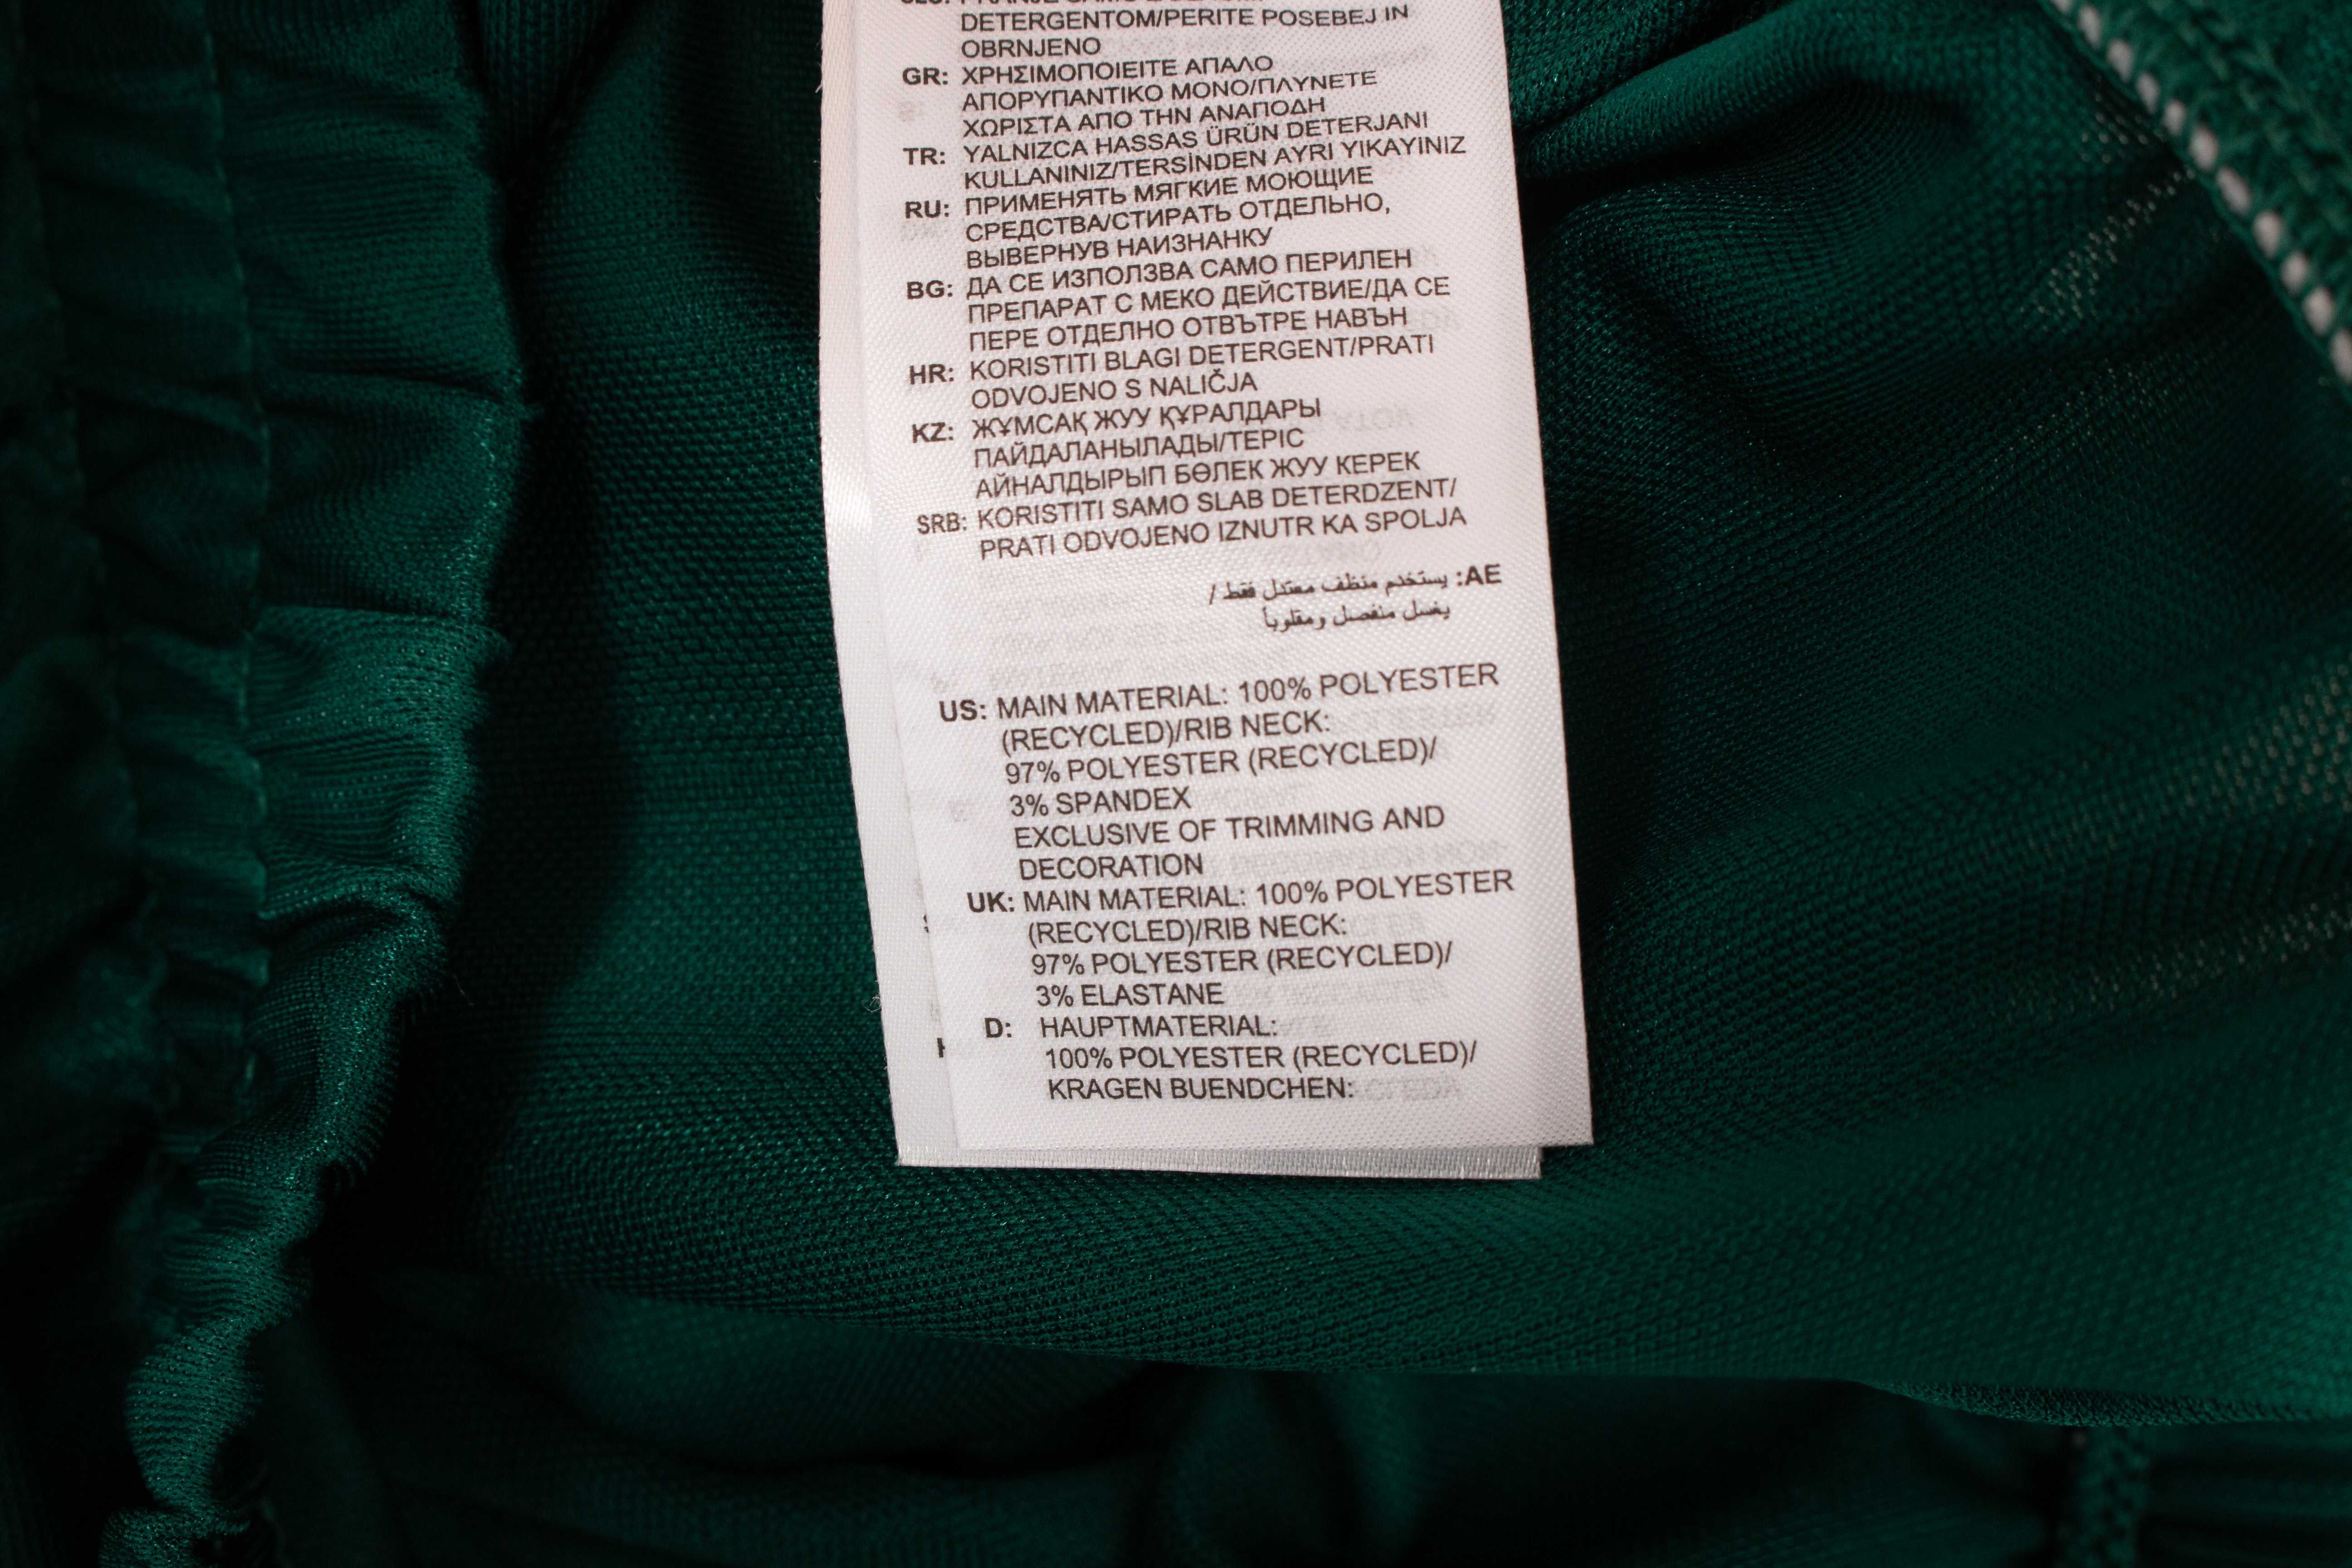 DETERGENTOM/PERITE POSEBEJ IN
OBRNJENO
GR: ΧΡΗΣΙΜΟΠΟΙΕΙΤΕ ΑΠΑΛΟ
ΑΠΟΡΥΠΑΝΤΙΚΟ ΜΟΝΟ/ΠΛΥΝΕΤΕ
ΧΩΡΙΣΤΑ ΑΠΟ ΤΗΝ ΑΝΑΠΟΔΗ
TR: YALNIZCA HASSAS ÜRÜN DETERJANI
KULLANINIZ/TERSİNDEN AYRI YIKAYINIZ
RU: ПРИМЕНЯТЬ МЯГКИЕ МОЮЩИЕ
СРЕДСТВА/СТИРАТЬ ОТДЕЛЬНО,
ВЫВЕРНУВ НАИЗНАНКУ
BG: ДА СЕ ИЗПОЛЗВА САМО ПЕРИЛЕН
ПРЕПАРАТ С МЕКО ДЕЙСТВИЕ/ДА СЕ
ПЕРЕ ОТДЕЛНО ОТВЪТРЕ НАВЪН
HR: KORISTITI BLAGI DETERGENT/PRATI
ODVOJENO S NALIČJA
KZ: ЖҰМСАҚ ЖУУ ҚҰРАЛДАРЫ
ПАЙДАЛАНЫЛАДЫ/ТЕРІС
АЙНАЛДЫРЫП БӨЛЕК ЖУУ КЕРЕК
SRB: KORISTITI SAMO SLAB DETERDZENT/
PRATI ODVOJENO IZNUTR KA SPOLJA
AE: يستخدم منظف معتدل فقط /
يغسل منفصل ومقلوباً
US: MAIN MATERIAL: 100% POLYESTER
(RECYCLED)/RIB NECK:
97% POLYESTER (RECYCLED)/
3% SPANDEX
EXCLUSIVE OF TRIMMING AND
DECORATION
UK: MAIN MATERIAL: 100% POLYESTER
(RECYCLED)/RIB NECK:
97% POLYESTER (RECYCLED)/
3% ELASTANE
D: HAUPTMATERIAL:
100% POLYESTER (RECYCLED)/
KRAGEN BUENDCHEN: